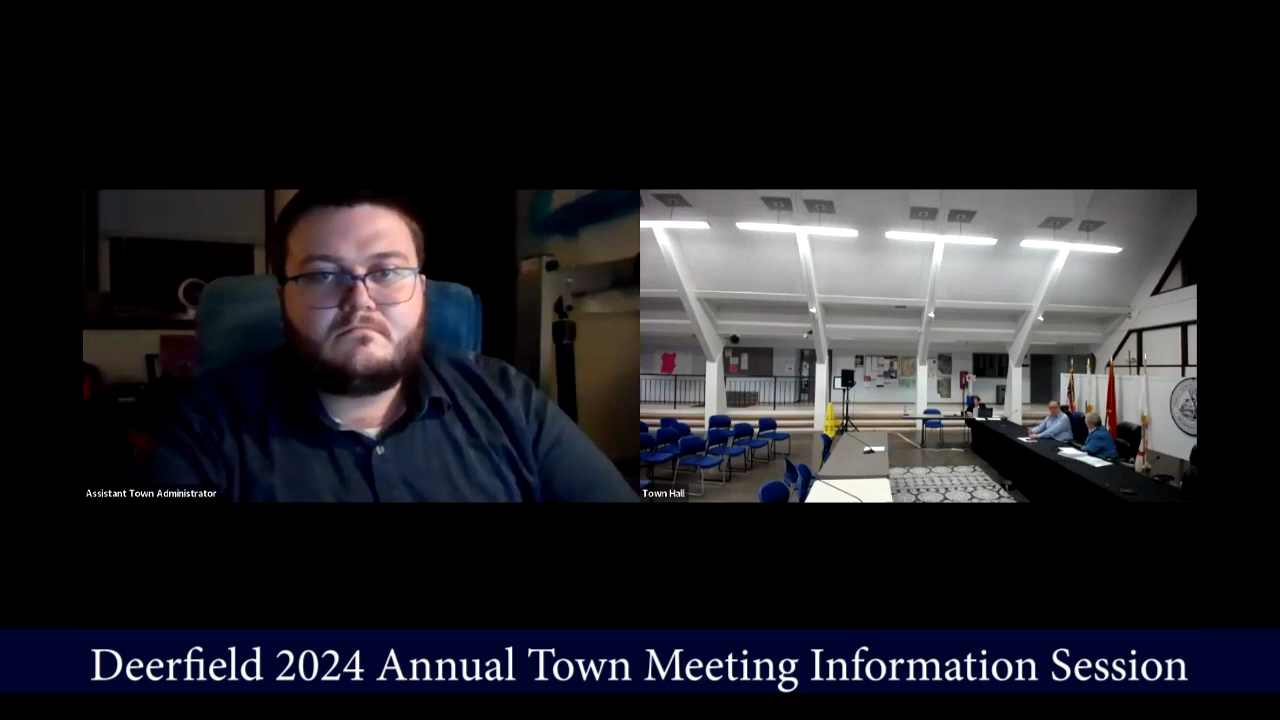 Assistant Town Administrator
Town Hall
Deerfield 2024 Annual Town Meeting Information Session